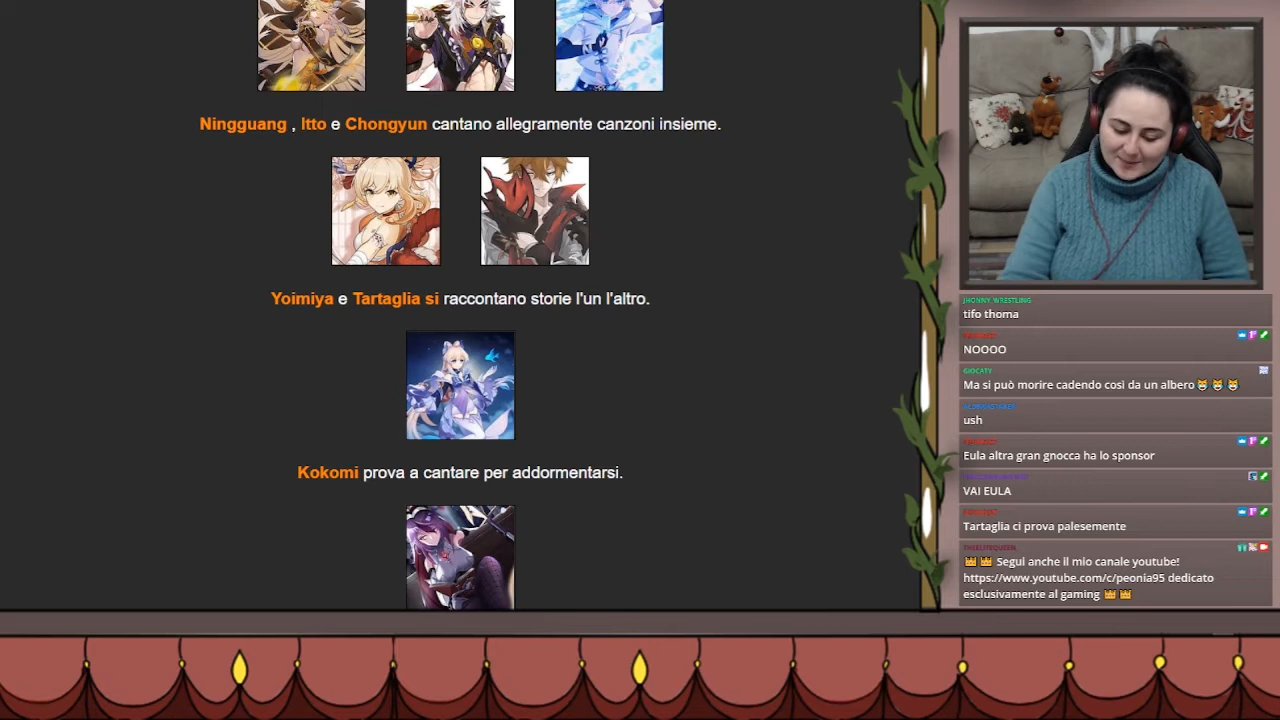 Ningguang , Itto e Chongyun cantano allegramente canzoni insieme.
Yoimiya e Tartaglia si raccontano storie l'un l'altro.
Kokomi prova a cantare per addormentarsi.
JHONNY_WRESTLING
tifo thoma
NOOOO
GIOCATY
Ma si può morire cadendo così da un albero
ush
Eula altra gran gnocca ha lo sponsor
VAI EULA
Tartaglia ci prova palesemente
THEELITEQUEEN_
Segui anche il mio canale youtube!
https://www.youtube.com/c/peonia95 dedicato
esclusivamente al gaming